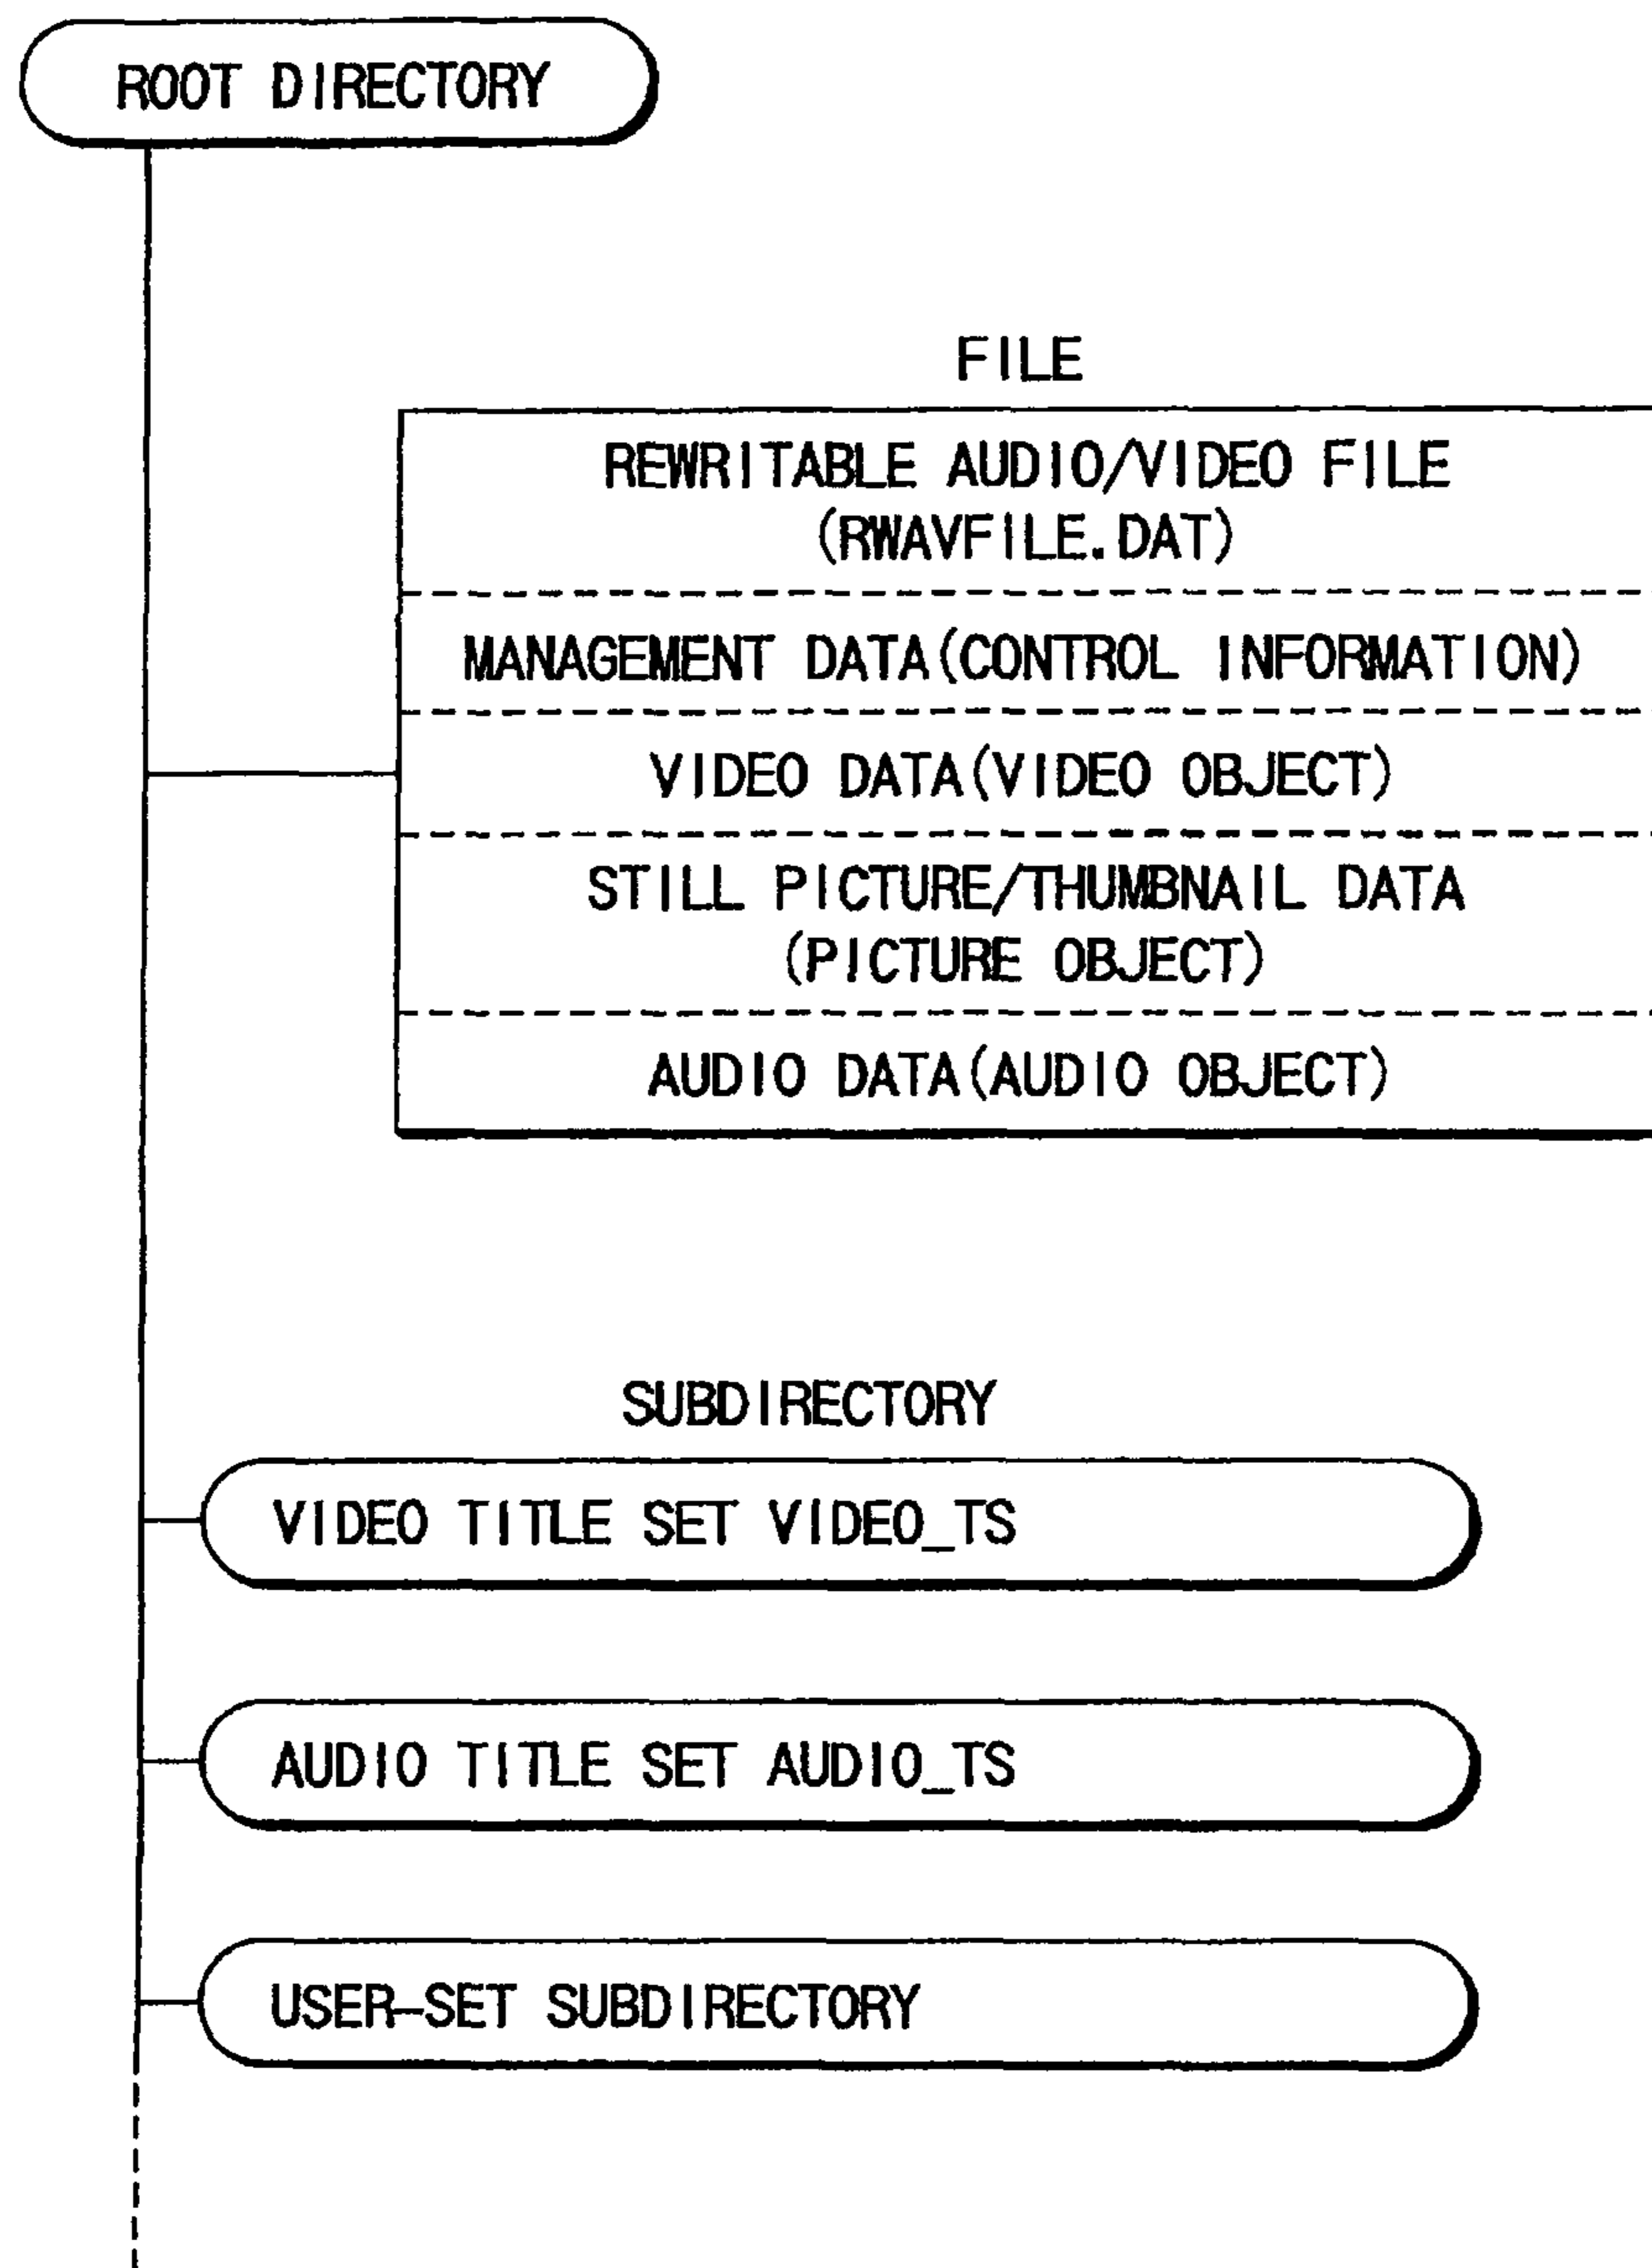 ROOT DIRECTORY
FILE
REWRITABLE AUDIO/VIDEO FILE
(RWAVFILE.DAT)
MANAGEMENT DATA(CONTROL INFORMATION)
VIDEO DATA(VIDEO OBJECT)
STILL PICTURE/THUMBNAIL DATA
(PICTURE OBJECT)
AUDIO DATA(AUDIO OBJECT)
SUBDIRECTORY
VIDEO TITLE SET VIDEO_TS
AUDIO TITLE SET AUDIO_TS
USER-SET SUBDIRECTORY